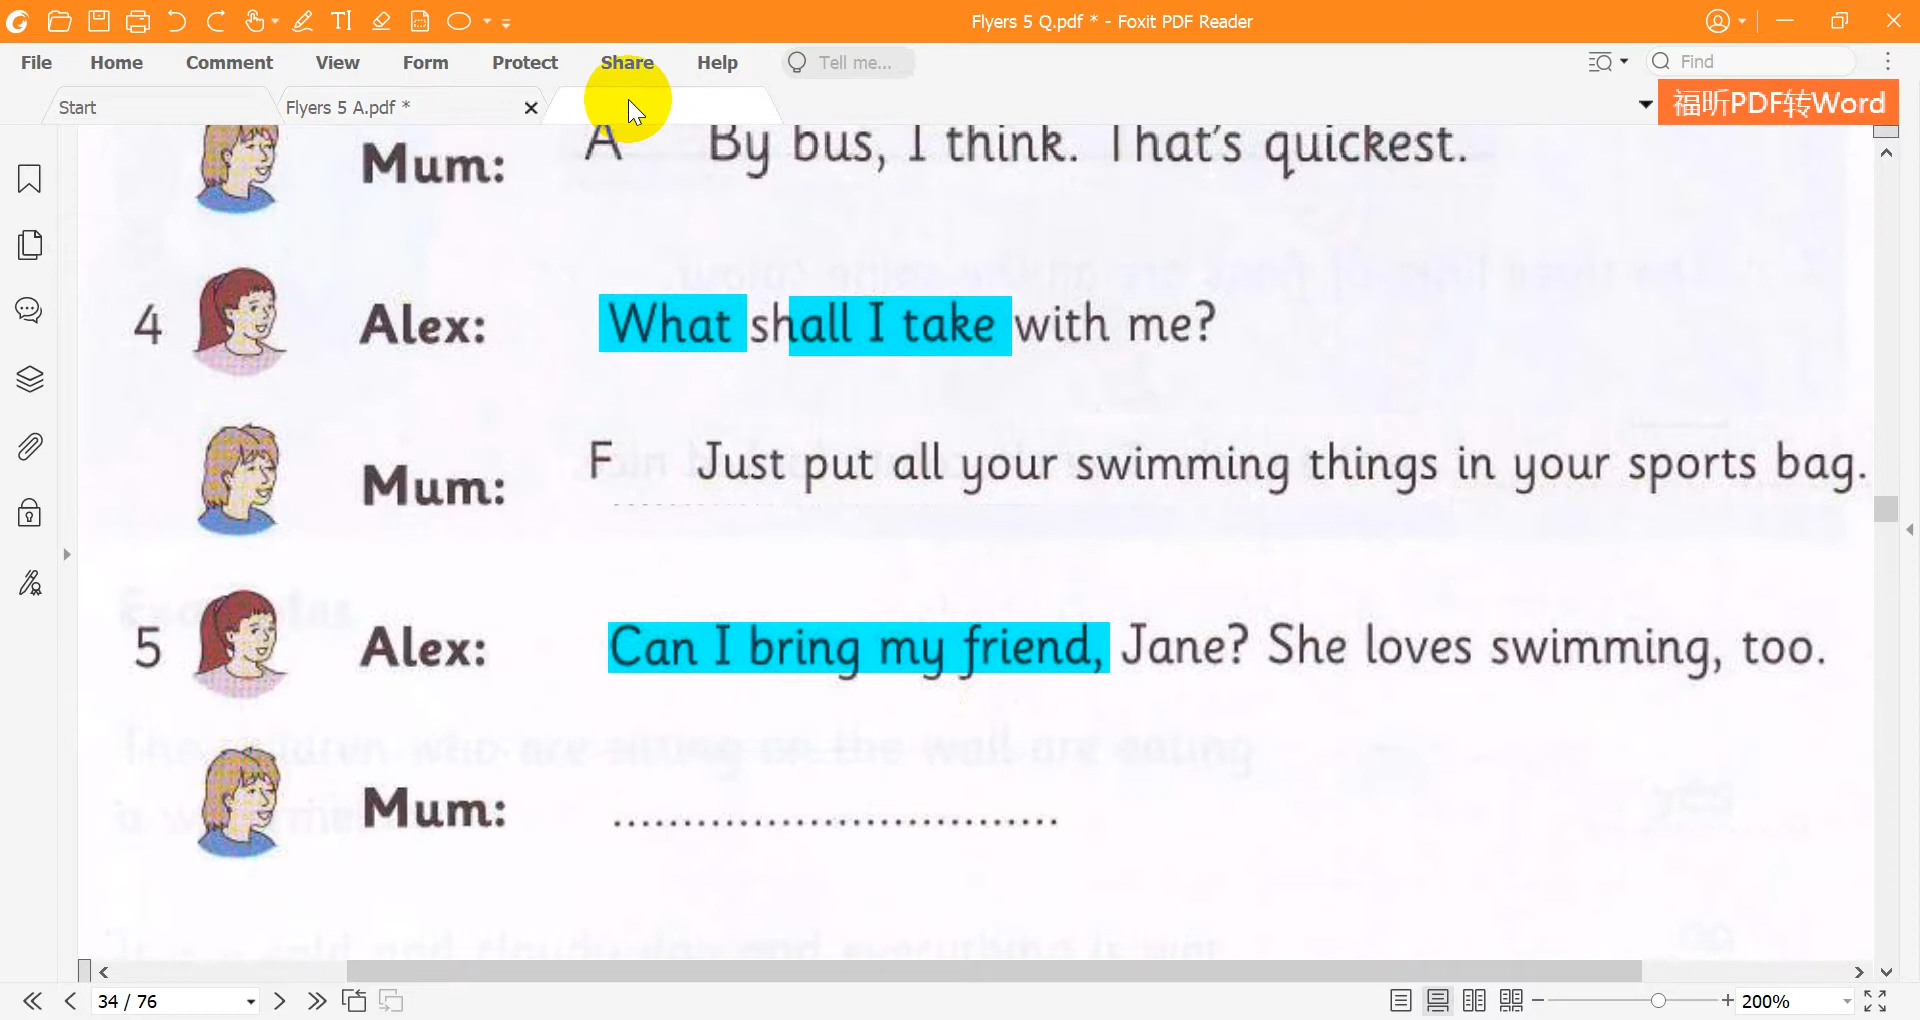 Flyers 5 Q.pdf * - Foxit PDF Reader
File Home Comment View Form Protect Share Help Tell me... Find
Start Flyers 5 A.pdf * 福昕PDF转Word
Mum: A By bus, I think. That's quickest.
4 Alex: What shall I take with me?
Mum: F Just put all your swimming things in your sports bag.
5 Alex: Can I bring my friend, Jane? She loves swimming, too.
Mum: ................................
34 / 76 200%